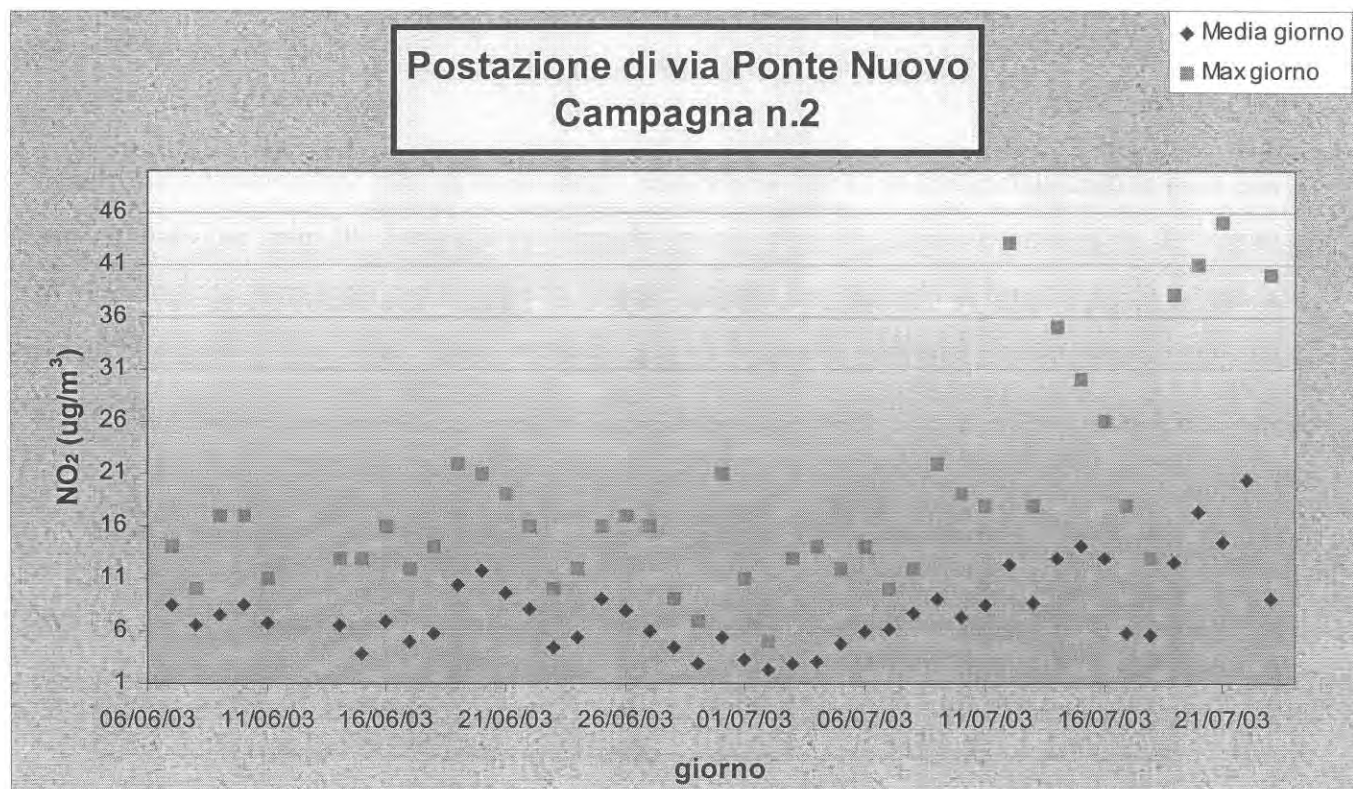 Media giorno
Max giorno
Postazione di via Ponte Nuovo
Campagna n.2
NO₂ (ug/m³)
46
41
36
31
26
21
16
11
6
1
06/06/03 11/06/03 16/06/03 21/06/03 26/06/03 01/07/03 06/07/03 11/07/03 16/07/03 21/07/03
giorno